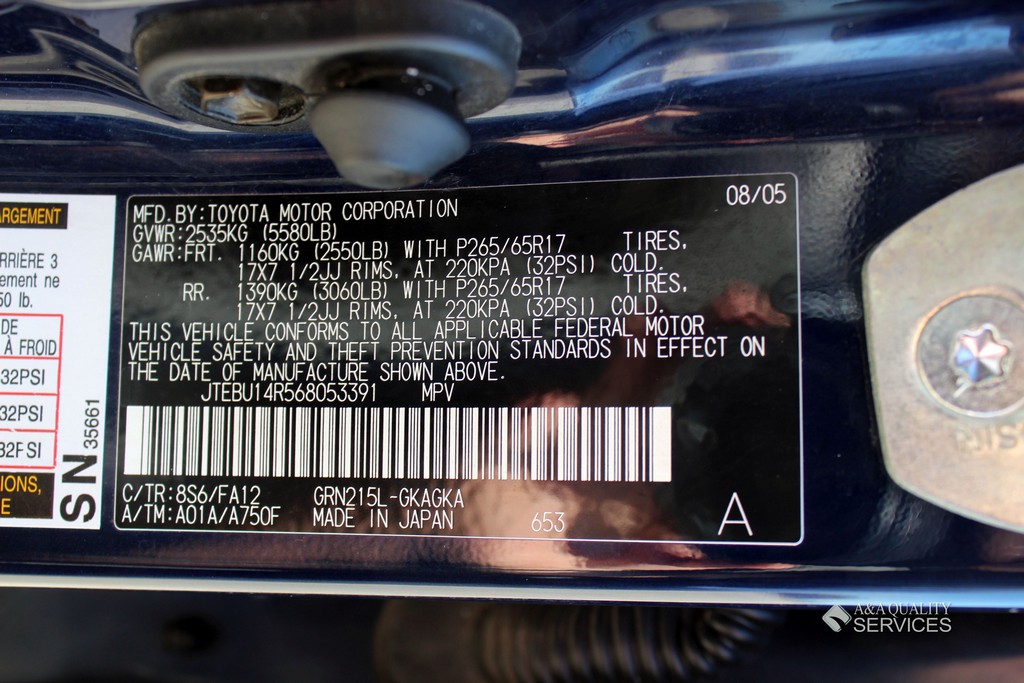 08/05
MFD.BY:TOYOTA MOTOR CORPORATION
GVWR:2535KG (5580LB)
GAWR:FRT. 1160KG (2550LB) WITH P265/65R17 TIRES,
17X7 1/2JJ RIMS, AT 220KPA (32PSI) COLD.
RR. 1390KG (3060LB) WITH P265/65R17 TIRES,
17X7 1/2JJ RIMS, AT 220KPA (32PSI) COLD.
THIS VEHICLE CONFORMS TO ALL APPLICABLE FEDERAL MOTOR
VEHICLE SAFETY AND THEFT PREVENTION STANDARDS IN EFFECT ON
THE DATE OF MANUFACTURE SHOWN ABOVE.
JTEBU14R568053391 MPV
C/TR:8S6/FA12 GRN215L-GKAGKA
A/TM:A01A/A750F MADE IN JAPAN 653 A
ARGEMENT
RRIÈRE 3
ement ne
50 lb.
DE
À FROID
32PSI
32PSI
32PSI
IONS,
E
SN 35661
A&A QUALITY
SERVICES